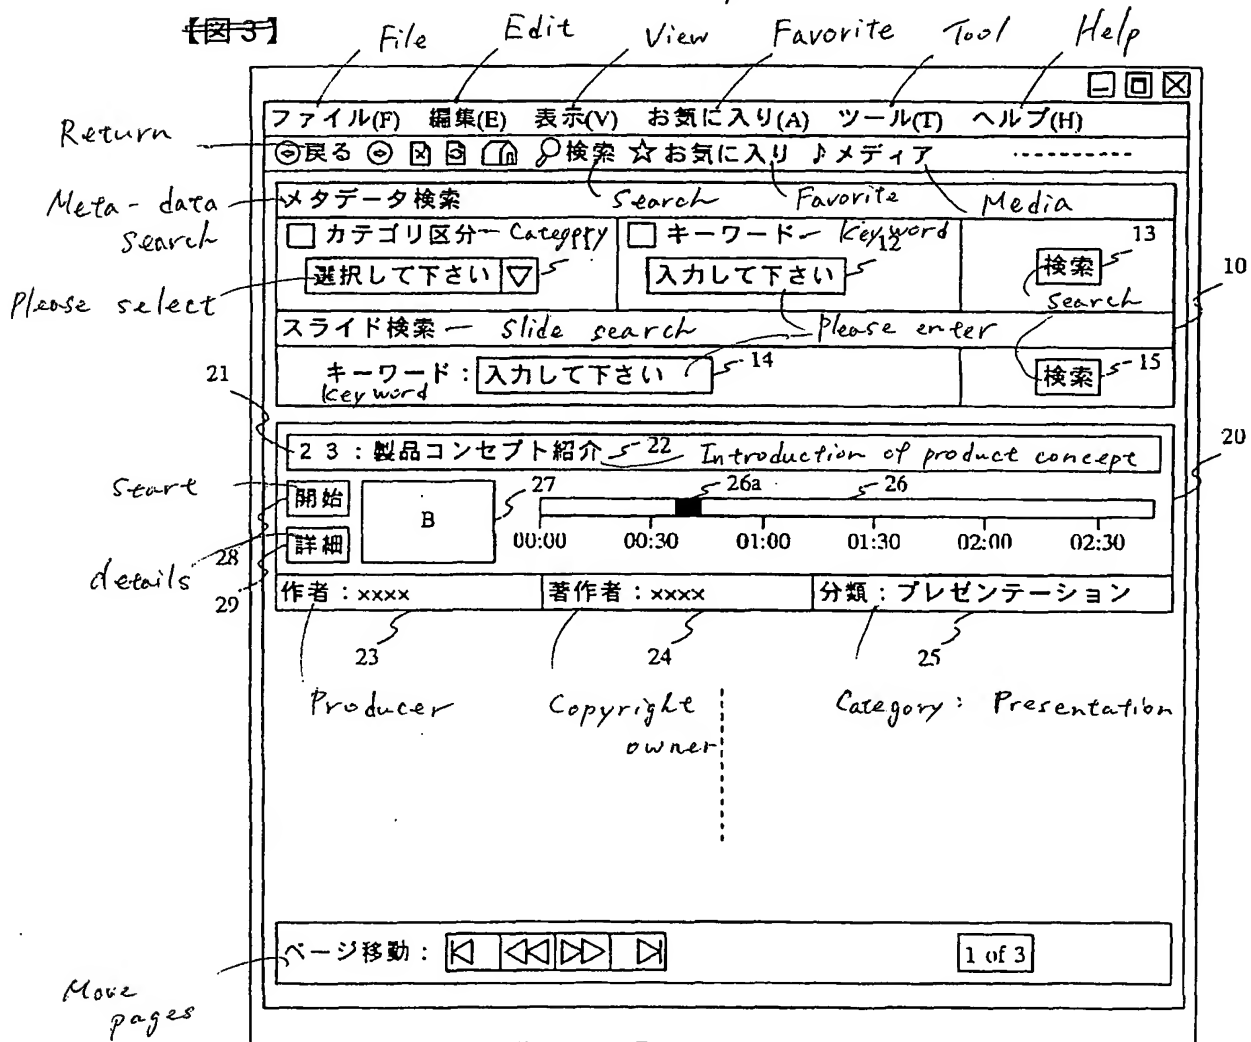 【図3】
File Edit View Favorite Tool Help
ファイル(F) 編集(E) 表示(V) お気に入り(A) ツール(T) ヘルプ(H)
Return
戻る 検索 ☆お気に入り ♪メディア
Meta-data search
メタデータ検索 Search Favorite Media
カテゴリ区分 Category キーワード keyword 12 13
Please select
選択して下さい ▽ 入力して下さい 検索 10
search
スライド検索 Slide search Please enter
21 キーワード: 入力して下さい 14 検索 15
keyword
20
23:製品コンセプト紹介 22 Introduction of product concept
start
開始 B 27 26a 26
詳細 00:00 00:30 01:00 01:30 02:00 02:30
28
details
29
作者:xxxx 著作者:xxxx 分類:プレゼンテーション
23 24 25
Producer Copyright owner Category: Presentation
ページ移動: 1 of 3
Move pages